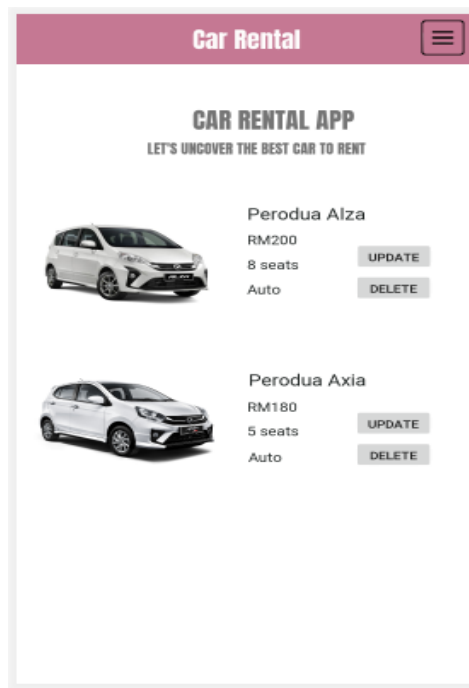 Car Rental
CAR RENTAL APP
LET'S UNCOVER THE BEST CAR TO RENT
Perodua Alza
RM200
8 seats
Auto
UPDATE
DELETE
Perodua Axia
RM180
5 seats
Auto
UPDATE
DELETE